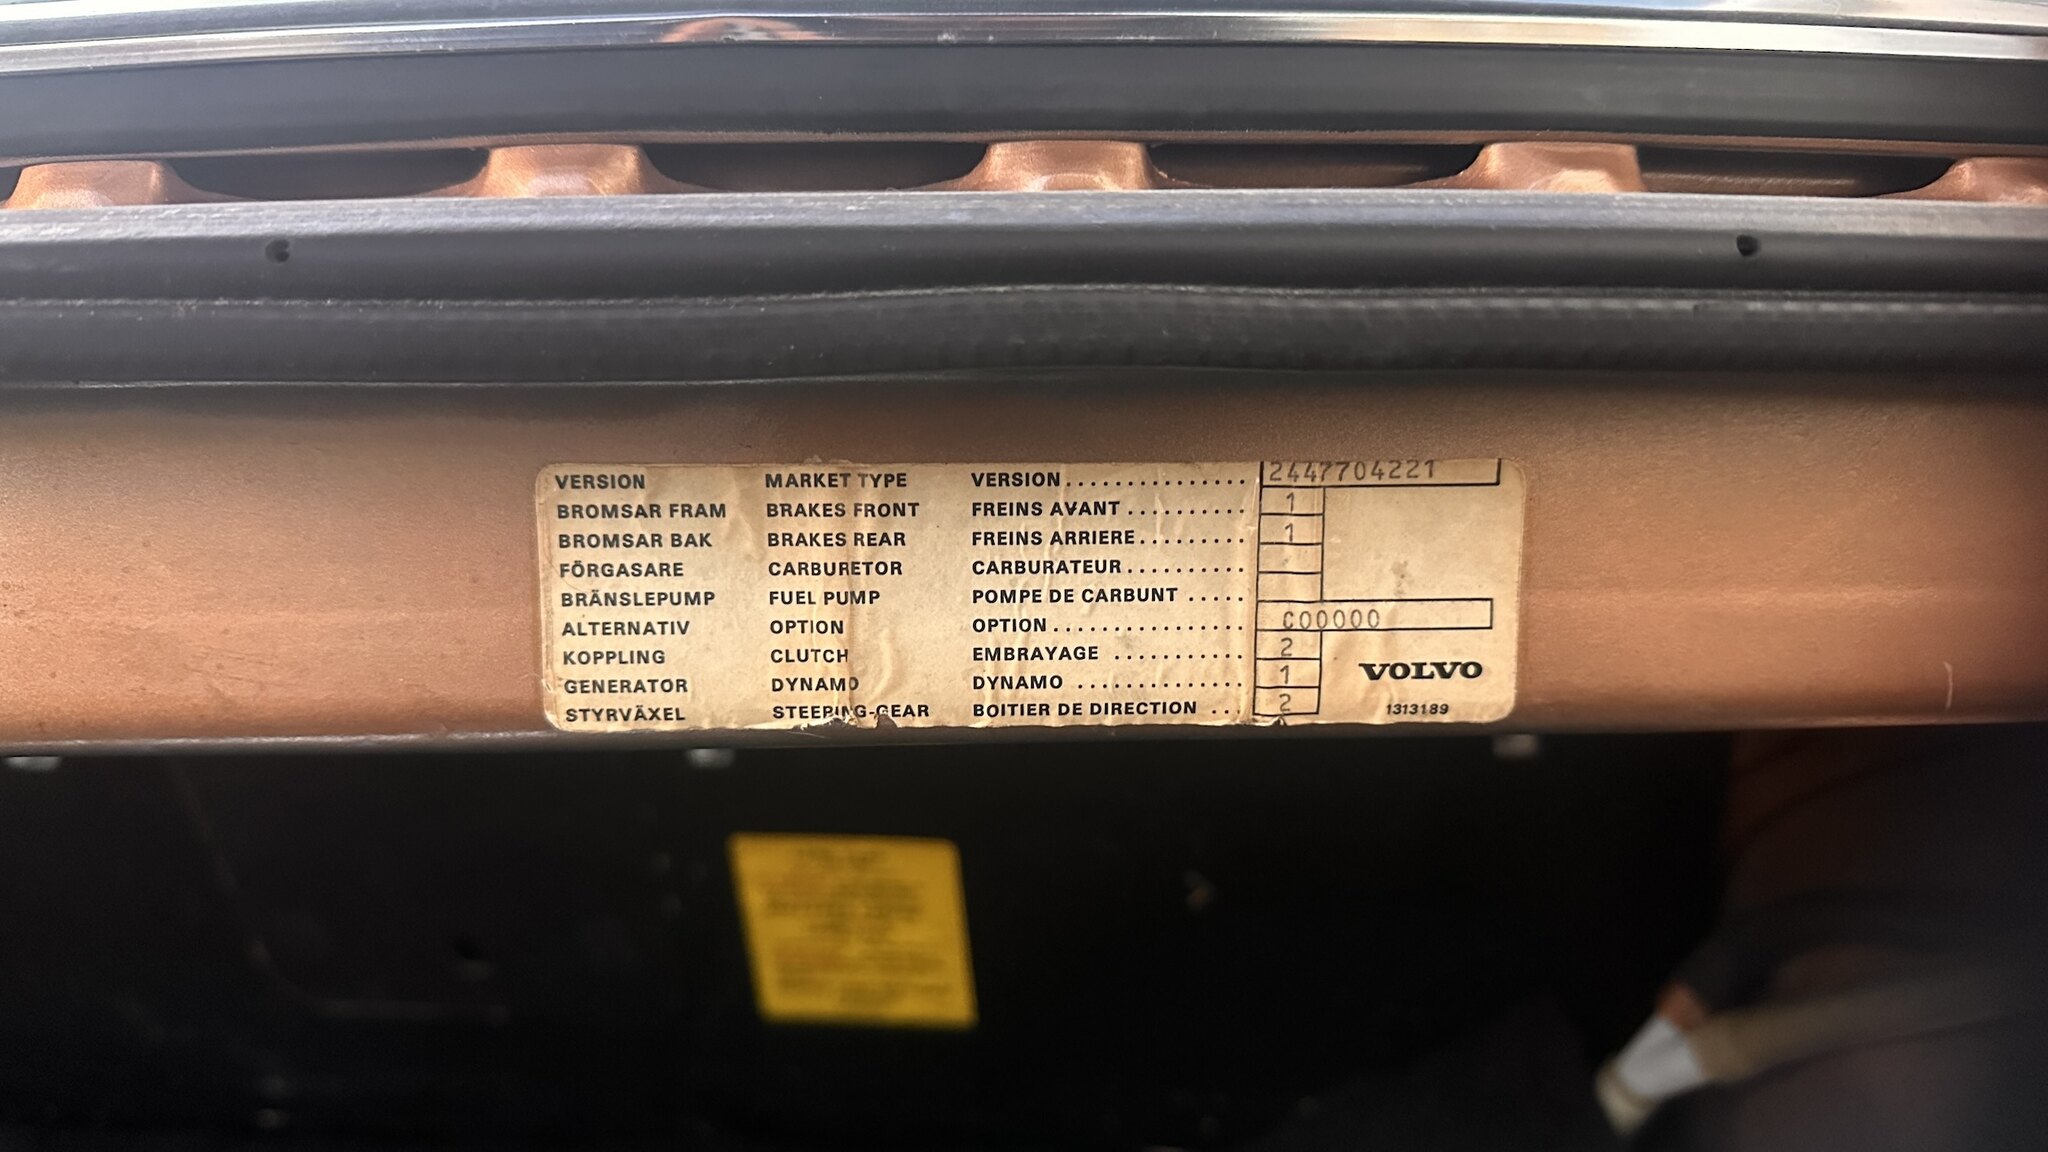 VERSION MARKET TYPE VERSION............... 2447704221
BROMSAR FRAM BRAKES FRONT FREINS AVANT.......... 1
BROMSAR BAK BRAKES REAR FREINS ARRIERE......... 1
FÖRGASARE CARBURETOR CARBURATEUR..........
BRÄNSLEPUMP FUEL PUMP POMPE DE CARBUNT .....
ALTERNATIV OPTION OPTION................ C00000
KOPPLING CLUTCH EMBRAYAGE ........... 2
GENERATOR DYNAMO DYNAMO .............. 1
STYRVÄXEL STEERING-GEAR BOITIER DE DIRECTION ... 2
VOLVO
1313189